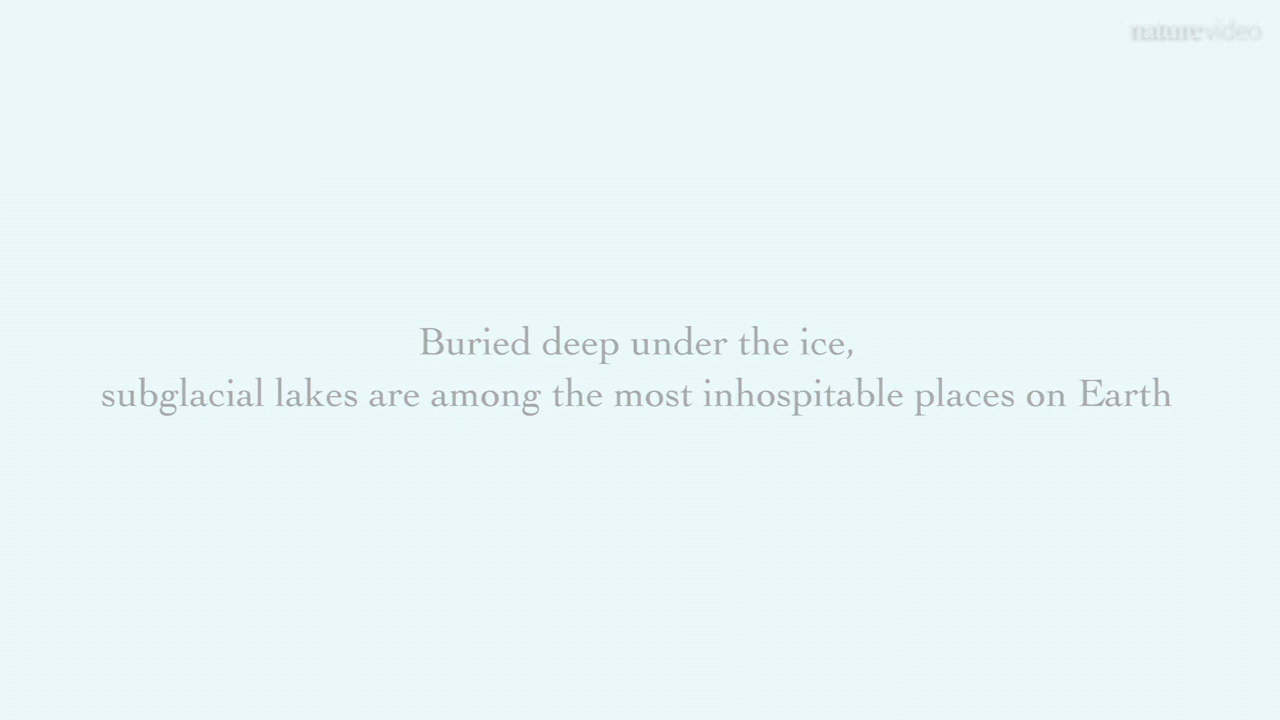 naturevideo
Buried deep under the ice,
subglacial lakes are among the most inhospitable places on Earth